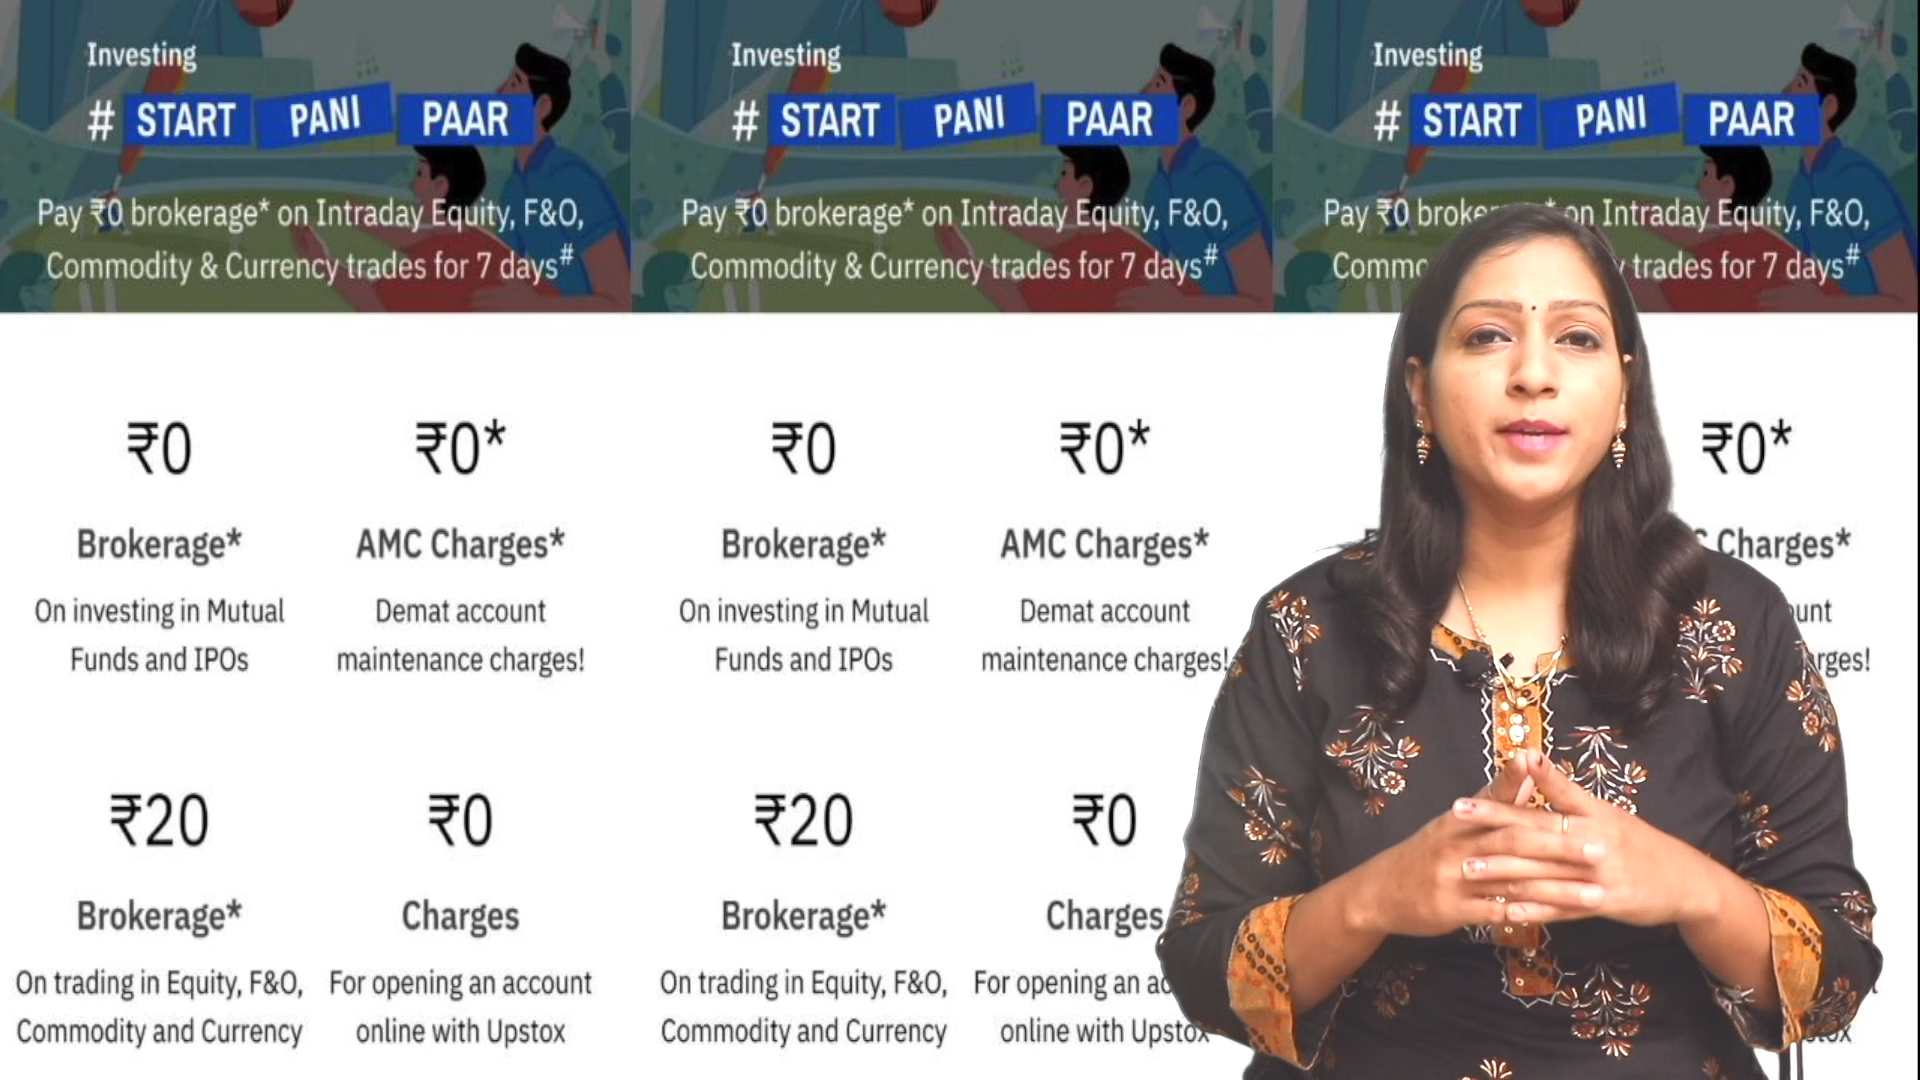 Investing
# START PANI PAAR
Pay ₹0 brokerage* on Intraday Equity, F&O,
Commodity & Currency trades for 7 days#
₹0
Brokerage*
On investing in Mutual
Funds and IPOs
₹0*
AMC Charges*
Demat account
maintenance charges!
₹20
Brokerage*
On trading in Equity, F&O,
Commodity and Currency
₹0
Charges
For opening an account
online with Upstox
Investing
# START PANI PAAR
Pay ₹0 brokerage* on Intraday Equity, F&O,
Commodity & Currency trades for 7 days#
₹0
Brokerage*
On investing in Mutual
Funds and IPOs
₹0*
AMC Charges*
Demat account
maintenance charges!
₹20
Brokerage*
On trading in Equity, F&O,
Commodity and Currency
₹0
Charges
For opening an
online with Upstox
Investing
# START PANI PAAR
Pay ₹0 on Intraday Equity, F&O,
trades for 7 days#
₹0*
Charges*